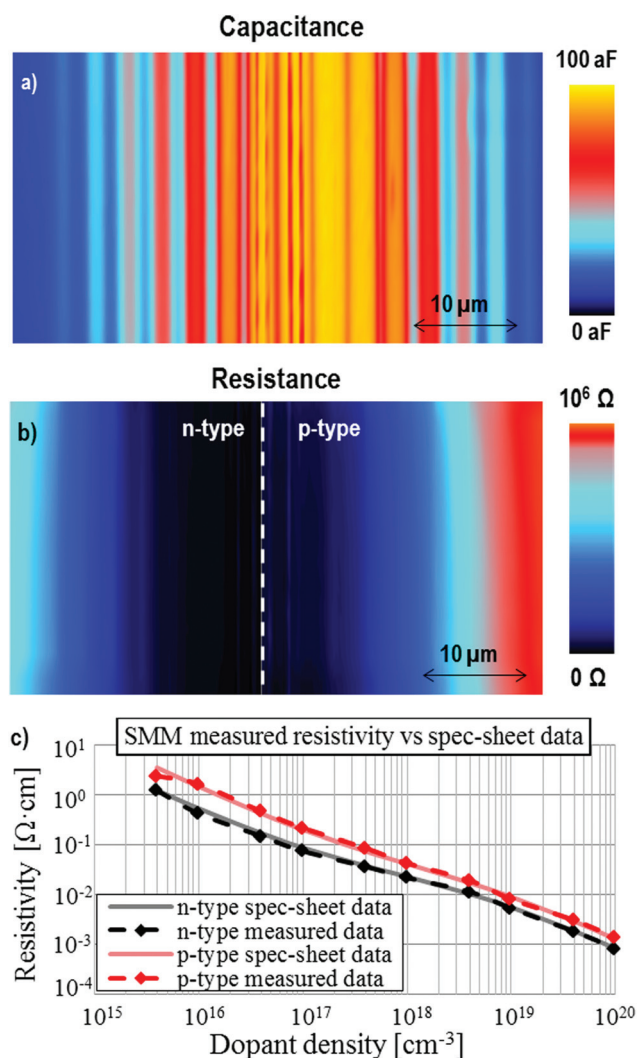 Capacitance
a)
100 aF
10 µm
0 aF
Resistance
b)
n-type
p-type
10⁶ Ω
10 µm
0 Ω
c)
SMM measured resistivity vs spec-sheet data
10¹
10⁰
10⁻¹
10⁻²
10⁻³
10⁻⁴
Resistivity [Ω·cm]
n-type spec-sheet data
n-type measured data
p-type spec-sheet data
p-type measured data
10¹⁵ 10¹⁶ 10¹⁷ 10¹⁸ 10¹⁹ 10²⁰
Dopant density [cm⁻³]